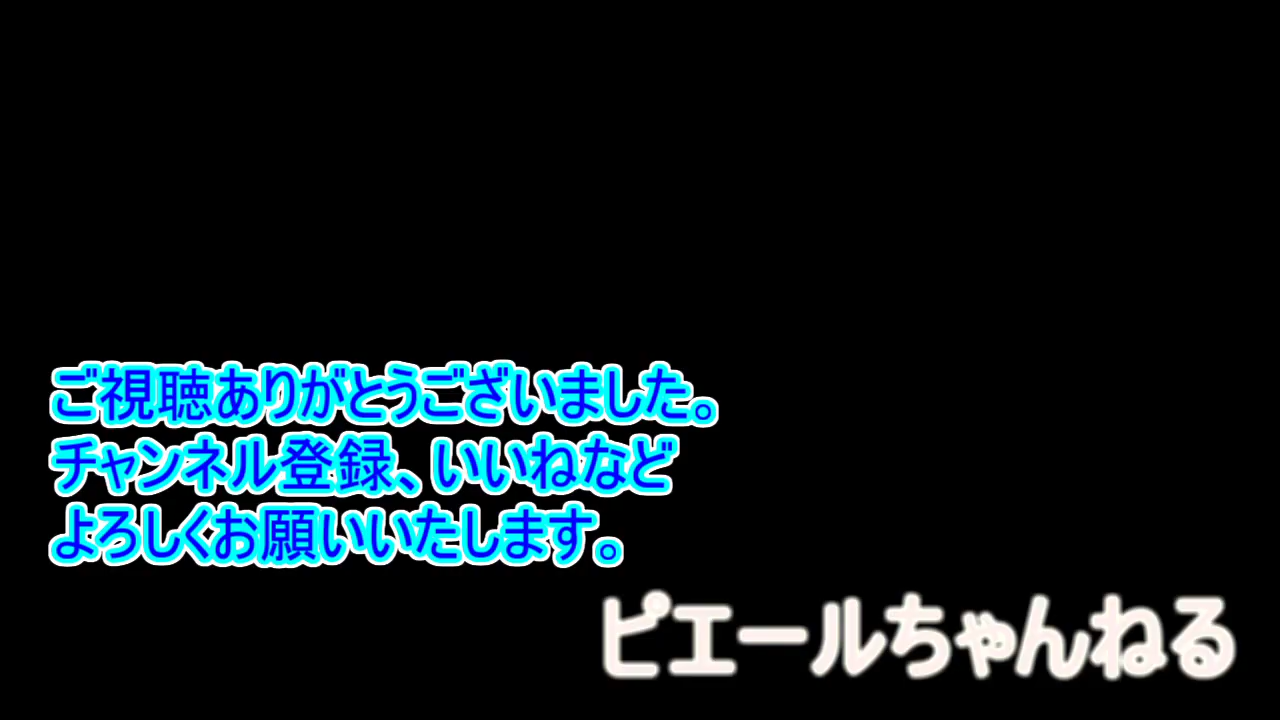 ご視聴ありがとうございました。
チャンネル登録、いいねなど
よろしくお願いいたします。
ピエールちゃんねる